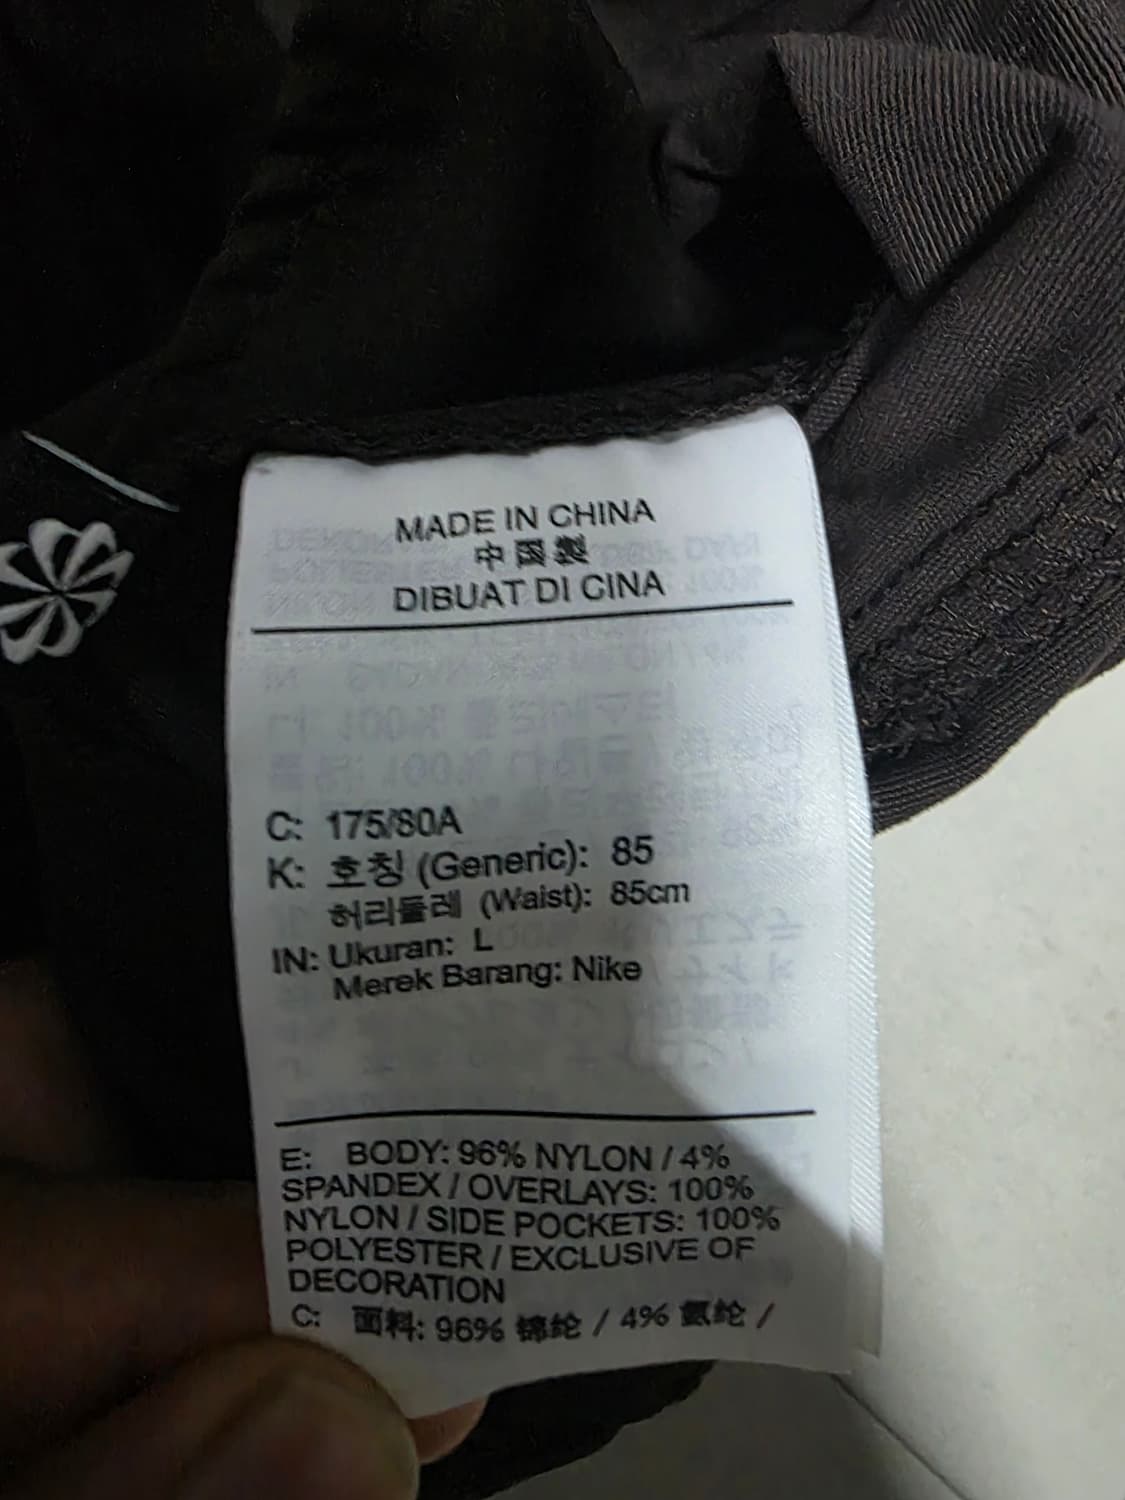 MADE IN CHINA
中国製
DIBUAT DI CINA
C: 175/80A
K: 호칭 (Generic): 85
허리둘레 (Waist): 85cm
IN: Ukuran: L
Merek Barang: Nike
E: BODY: 96% NYLON / 4%
SPANDEX / OVERLAYS: 100%
NYLON / SIDE POCKETS: 100%
POLYESTER / EXCLUSIVE OF
DECORATION
C: 面料: 96% 锦纶 / 4% 氨纶 /